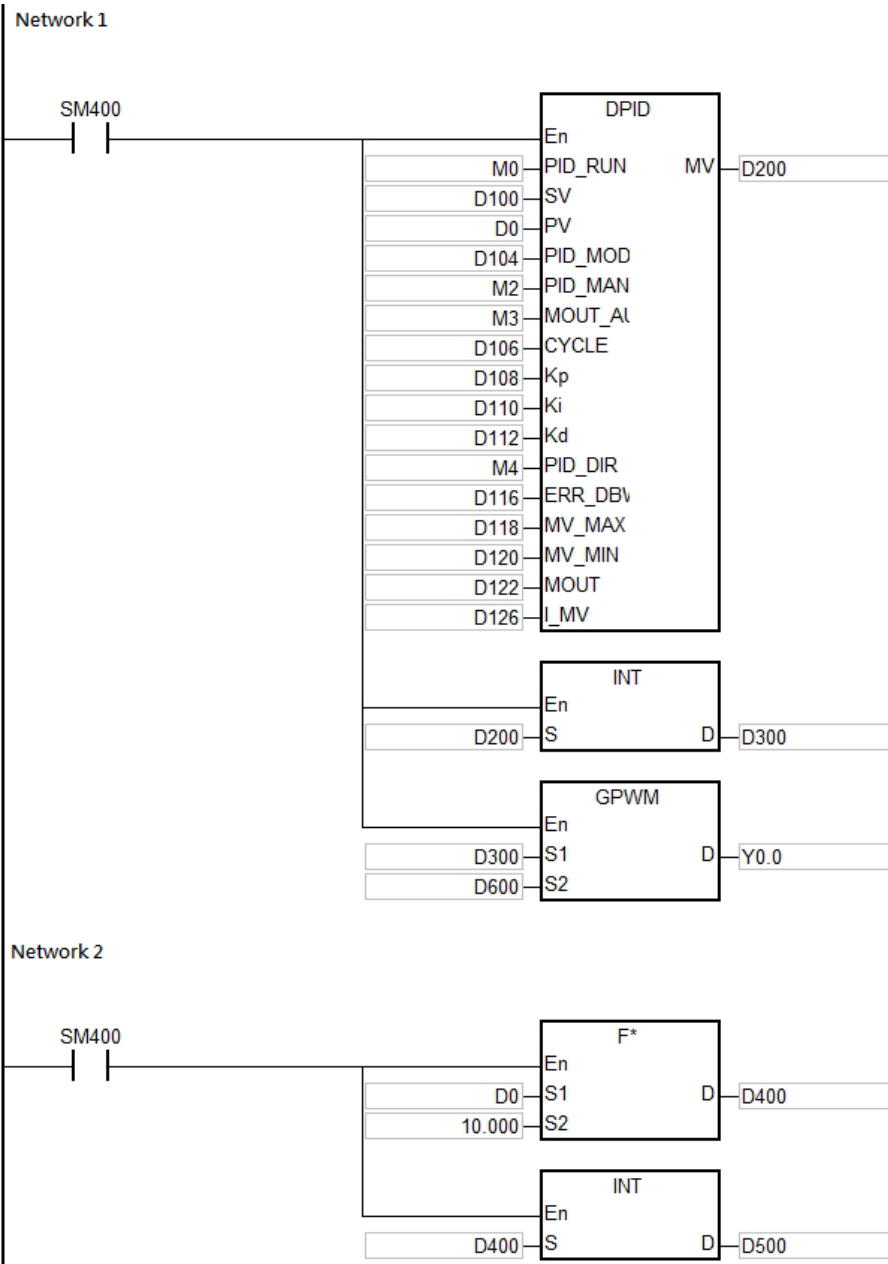 Network 1
SM400
DPID
En
M0 PID_RUN MV D200
D100 SV
D0 PV
D104 PID_MOD
M2 PID_MAN
M3 MOUT_AU
D106 CYCLE
D108 Kp
D110 Ki
D112 Kd
M4 PID_DIR
D116 ERR_DBW
D118 MV_MAX
D120 MV_MIN
D122 MOUT
D126 I_MV
INT
En
D200 S D D300
GPWM
En
D300 S1 D Y0.0
D600 S2
Network 2
SM400
F*
En
D0 S1 D D400
10.000 S2
INT
En
D400 S D D500